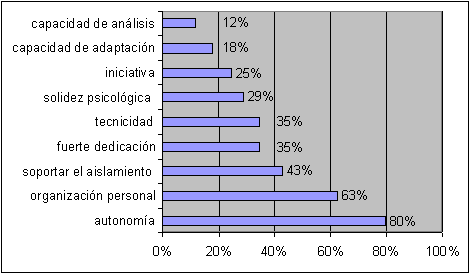 capacidad de análisis 12%
capacidad de adaptación 18%
iniciativa 25%
solidez psicológica 29%
tecnicidad 35%
fuerte dedicación 35%
soportar el aislamiento 43%
organización personal 63%
autonomía 80%
0% 20% 40% 60% 80% 100%